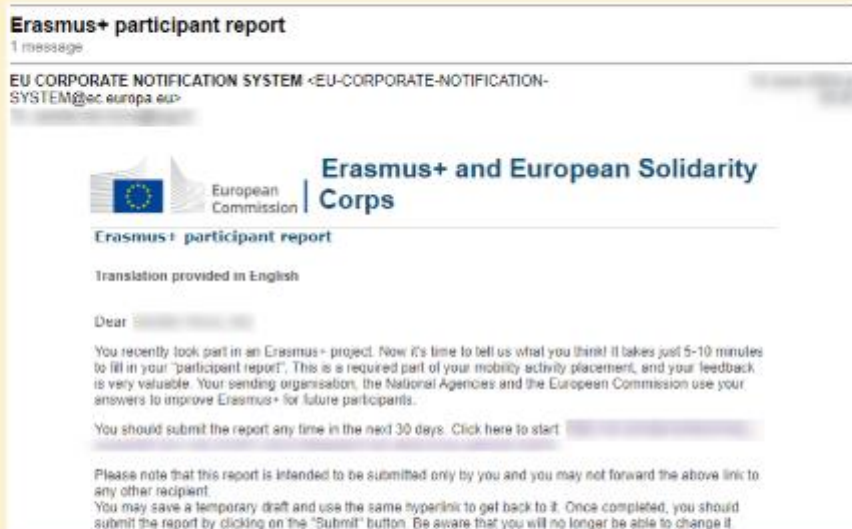 Erasmus+ participant report
1 message
EU CORPORATE NOTIFICATION SYSTEM <EU-CORPORATE-NOTIFICATION-
SYSTEM@ec.europa.eu>
Erasmus+ and European Solidarity
Corps
European
Commission
Erasmus+ participant report
Translation provided in English
Dear
You recently took part in an Erasmus+ project. Now it's time to tell us what you think! It takes just 5-10 minutes
to fill in your "participant report". This is a required part of your mobility activity placement, and your feedback
is very valuable. Your sending organisation, the National Agencies and the European Commission use your
answers to improve Erasmus+ for future participants.
You should submit the report any time in the next 30 days. Click here to start
Please note that this report is intended to be submitted only by you and you may not forward the above link to
any other recipient.
You may save a temporary draft and use the same hyperlink to get back to it. Once completed, you should
submit the report by clicking on the "Submit" button. Be aware that you will no longer be able to change it